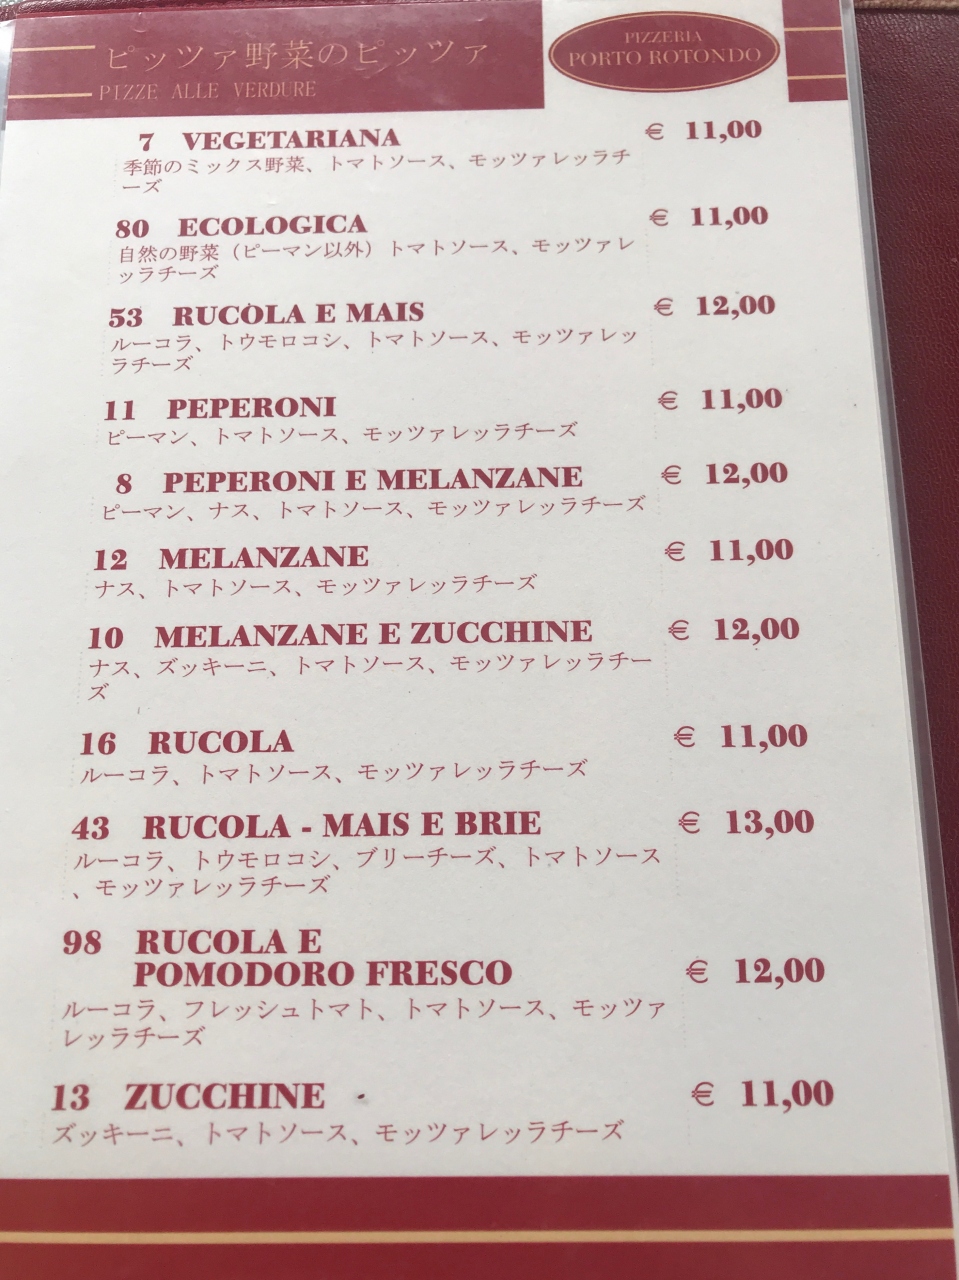 ピッツァ野菜のピッツァ
PIZZE ALLE VERDURE
PIZZERIA
PORTO ROTONDO
7 VEGETARIANA € 11,00
季節のミックス野菜、トマトソース、モッツァレッラチ
ーズ
80 ECOLOGICA € 11,00
自然の野菜（ピーマン以外）トマトソース、モッツァレ
ッラチーズ
53 RUCOLA E MAIS € 12,00
ルーコラ、トウモロコシ、トマトソース、モッツァレッ
ラチーズ
11 PEPERONI € 11,00
ピーマン、トマトソース、モッツァレッラチーズ
8 PEPERONI E MELANZANE € 12,00
ピーマン、ナス、トマトソース、モッツァレッラチーズ
12 MELANZANE € 11,00
ナス、トマトソース、モッツァレッラチーズ
10 MELANZANE E ZUCCHINE € 12,00
ナス、ズッキーニ、トマトソース、モッツァレッラチー
ズ
16 RUCOLA € 11,00
ルーコラ、トマトソース、モッツァレッラチーズ
43 RUCOLA - MAIS E BRIE € 13,00
ルーコラ、トウモロコシ、ブリーチーズ、トマトソース
、モッツァレッラチーズ
98 RUCOLA E
POMODORO FRESCO € 12,00
ルーコラ、フレッシュトマト、トマトソース、モッツァ
レッラチーズ
13 ZUCCHINE € 11,00
ズッキーニ、トマトソース、モッツァレッラチーズ